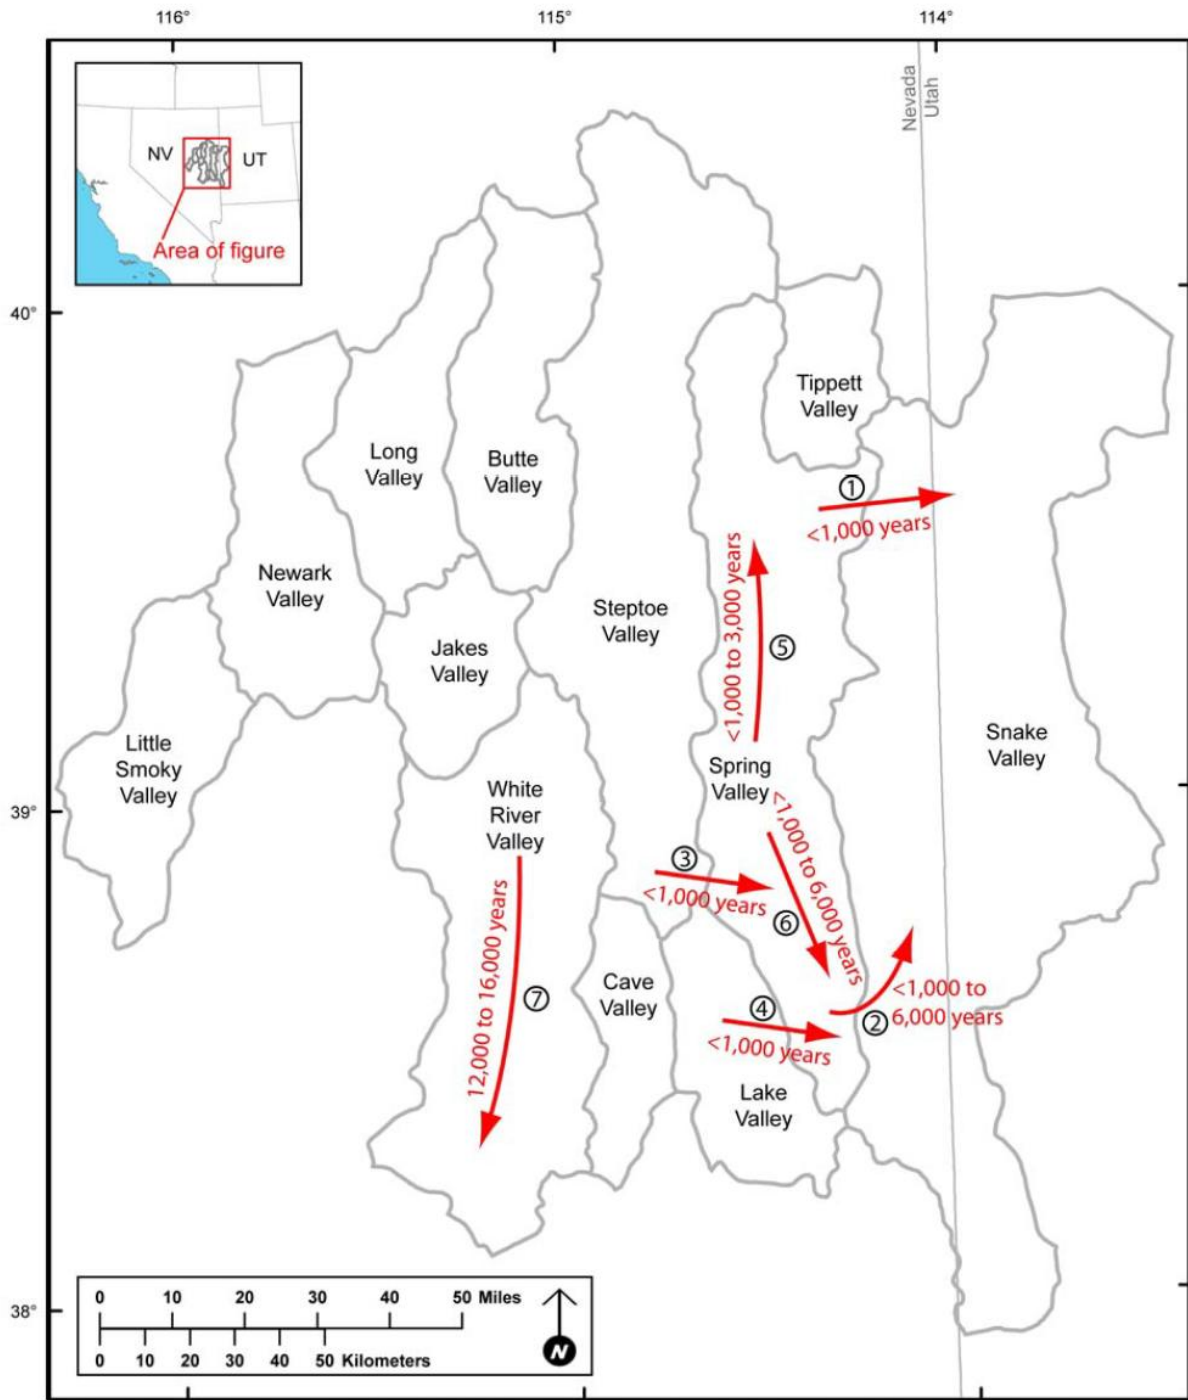 116°
115°
114°
Nevada
Utah
NV
UT
Area of figure
40°
Tippett
Valley
Long
Valley
Butte
Valley
①
<1,000 years
<1,000 to 3,000 years
Newark
Valley
Steptoe
Valley
⑤
Jakes
Valley
Little
Smoky
Valley
Snake
Valley
Spring
Valley
White
River
Valley
39°
<1,000 to 6,000 years
③
<1,000 years
⑥
12,000 to 16,000 years
⑦
Cave
Valley
④
<1,000 years
②
<1,000 to
6,000 years
Lake
Valley
38°
0 10 20 30 40 50 Miles
0 10 20 30 40 50 Kilometers
N